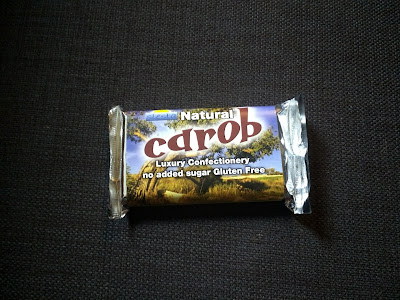 Natural
carob
Luxury Confectionery
no added sugar Gluten Free